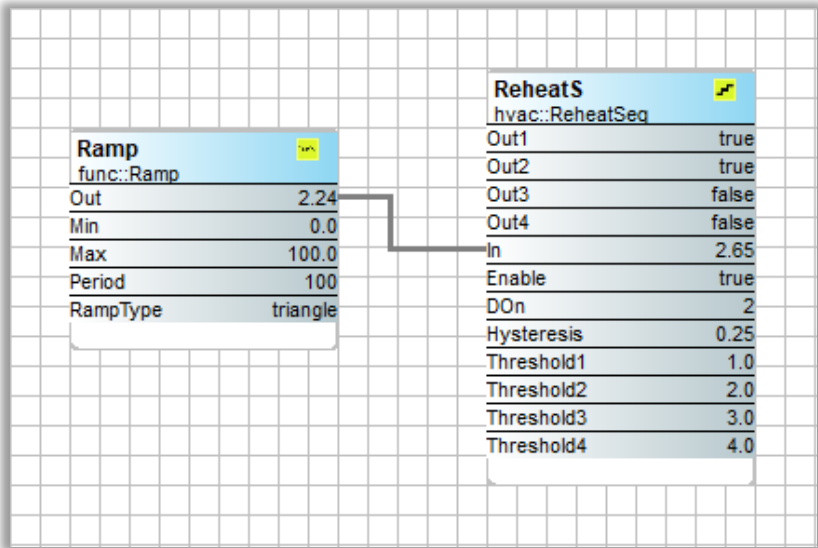 Ramp
func::Ramp
Out 2.24
Min 0.0
Max 100.0
Period 100
RampType triangle
ReheatS
hvac::ReheatSeq
Out1 true
Out2 true
Out3 false
Out4 false
In 2.65
Enable true
DOn 2
Hysteresis 0.25
Threshold1 1.0
Threshold2 2.0
Threshold3 3.0
Threshold4 4.0